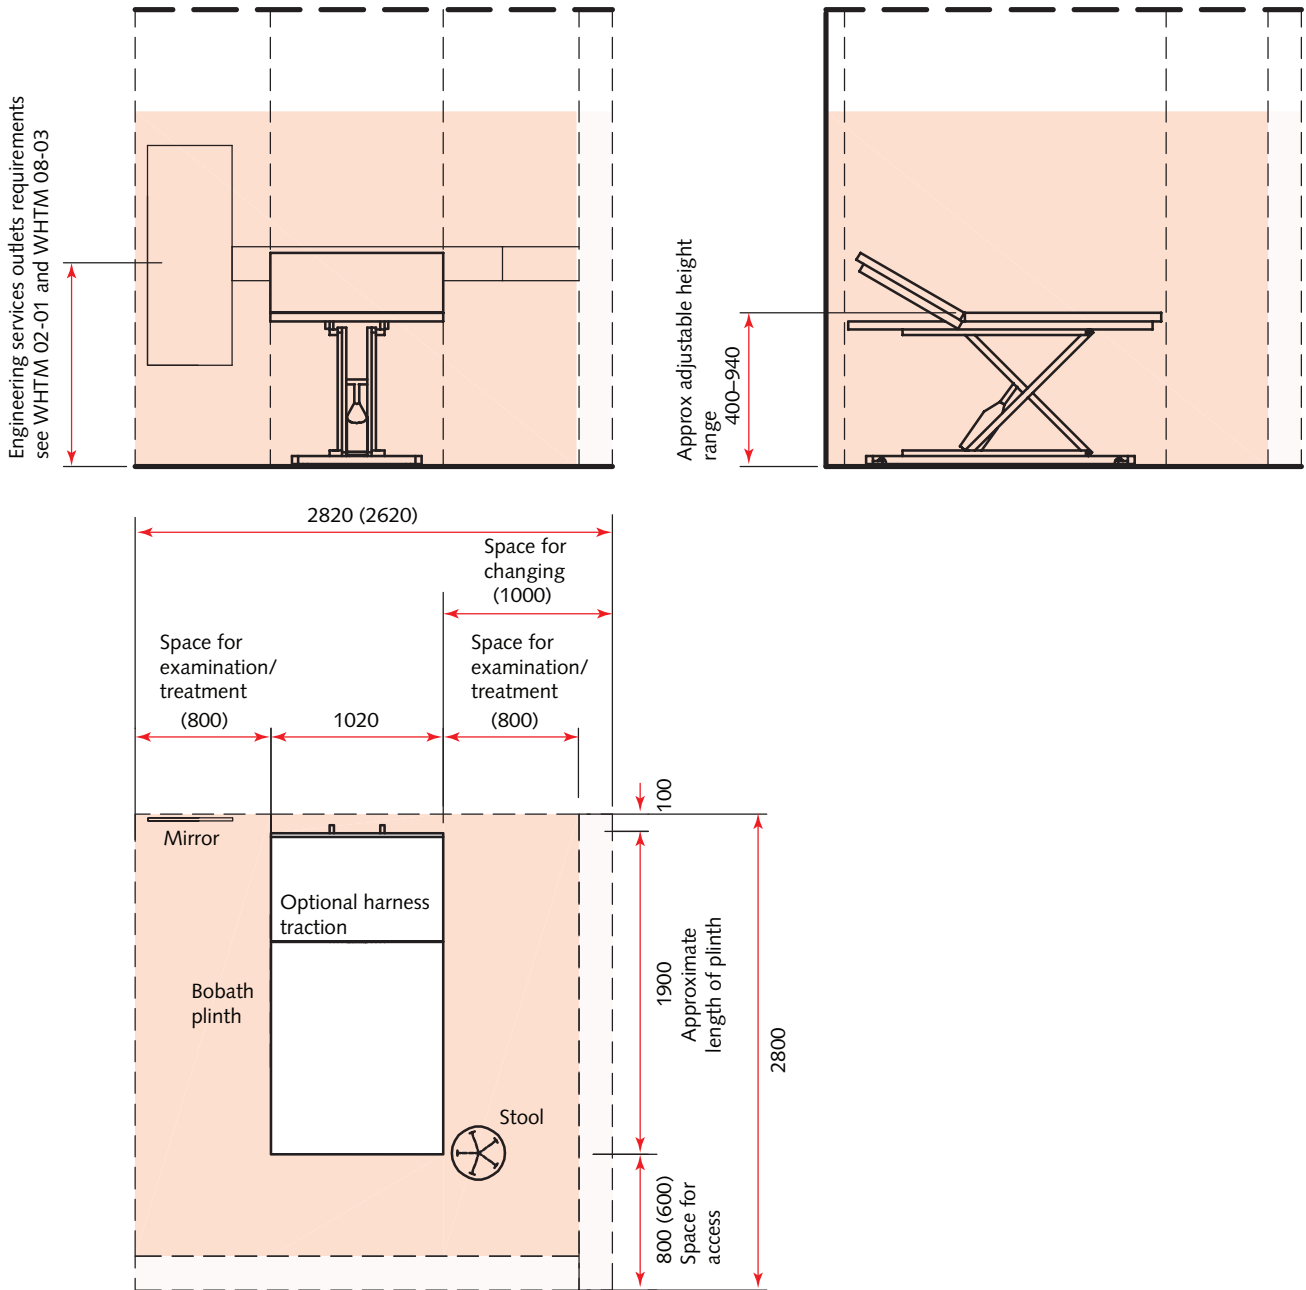 Engineering services outlets requirements
see WHTM 02-01 and WHTM 08-03
Approx adjustable height
range
400–940
2820 (2620)
Space for
changing
(1000)
Space for
examination/
treatment
(800)
1020
Space for
examination/
treatment
(800)
100
Mirror
Optional harness
traction
Bobath
plinth
1900
Approximate
length of plinth
2800
Stool
800 (600)
Space for
access